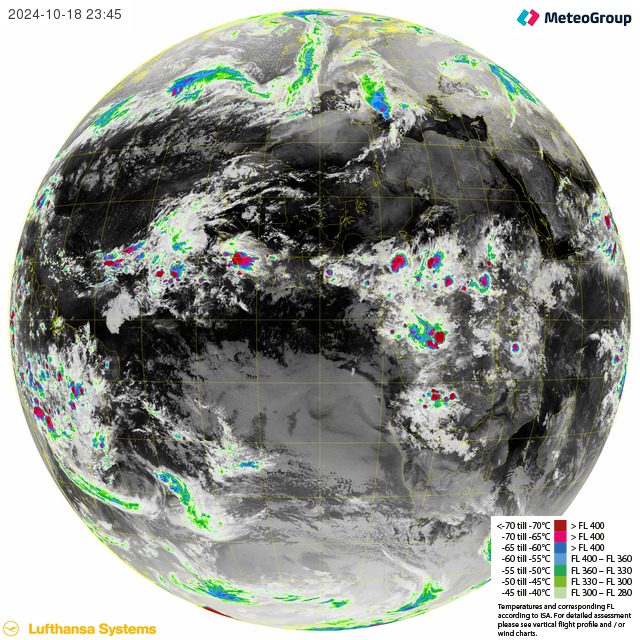 2024-10-18 23:45
MeteoGroup
<-70 till -70°C > FL 400
-70 till -65°C > FL 400
-65 till -60°C > FL 400
-60 till -55°C FL 400 – FL 360
-55 till -50°C FL 360 – FL 330
-50 till -45°C FL 330 – FL 300
-45 till -40°C FL 300 – FL 280
Temperatures and corresponding FL
according to ISA. For detailed assessment
please see vertical flight profile and / or
wind charts.
Lufthansa Systems